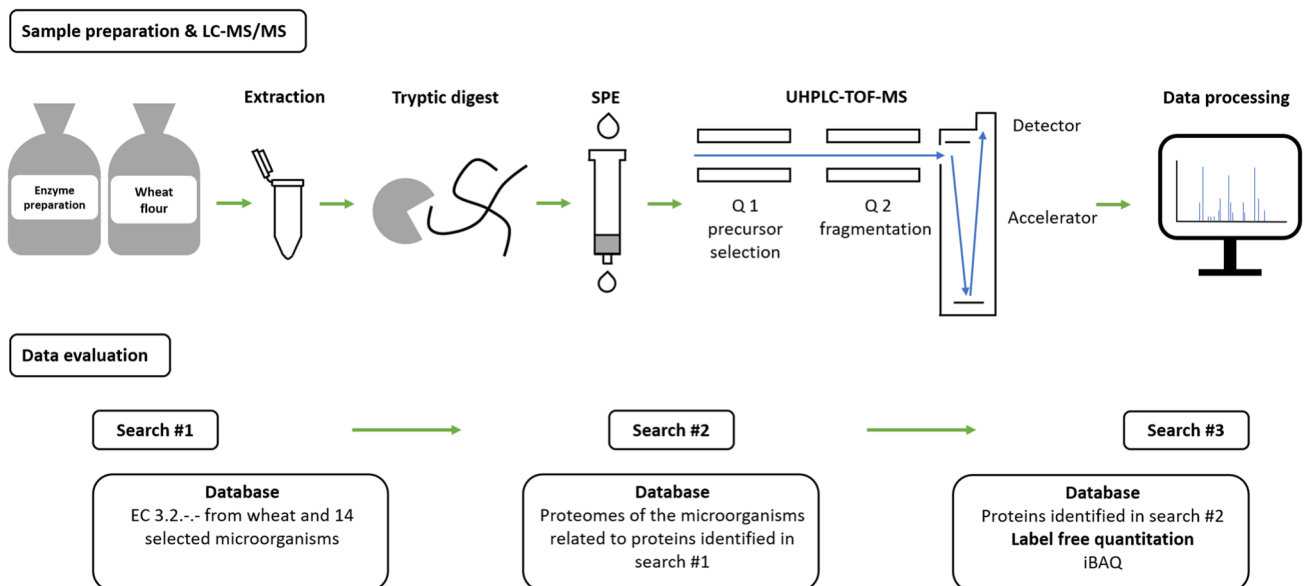 Sample preparation & LC-MS/MS
Extraction
Tryptic digest
SPE
UHPLC-TOF-MS
Data processing
Enzyme
preparation
Wheat
flour
Q 1
precursor
selection
Q 2
fragmentation
Detector
Accelerator
Data evaluation
Search #1
Search #2
Search #3
Database
EC 3.2.-.- from wheat and 14
selected microorganisms
Database
Proteomes of the microorganisms
related to proteins identified in
search #1
Database
Proteins identified in search #2
Label free quantitation
iBAQ